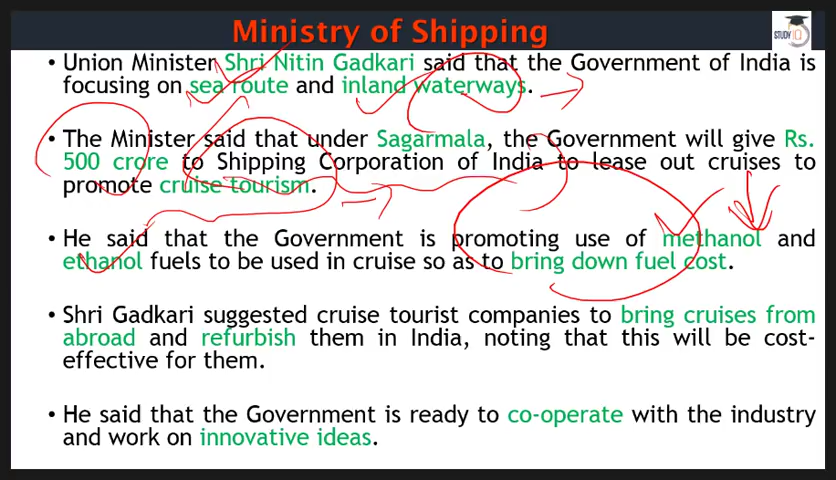 Ministry of Shipping
STUDY IQ
• Union Minister Shri Nitin Gadkari said that the Government of India is
focusing on sea route and inland waterways.
• The Minister said that under Sagarmala, the Government will give Rs.
500 crore to Shipping Corporation of India to lease out cruises to
promote cruise tourism.
• He said that the Government is promoting use of methanol and
ethanol fuels to be used in cruise so as to bring down fuel cost.
• Shri Gadkari suggested cruise tourist companies to bring cruises from
abroad and refurbish them in India, noting that this will be cost-
effective for them.
• He said that the Government is ready to co-operate with the industry
and work on innovative ideas.